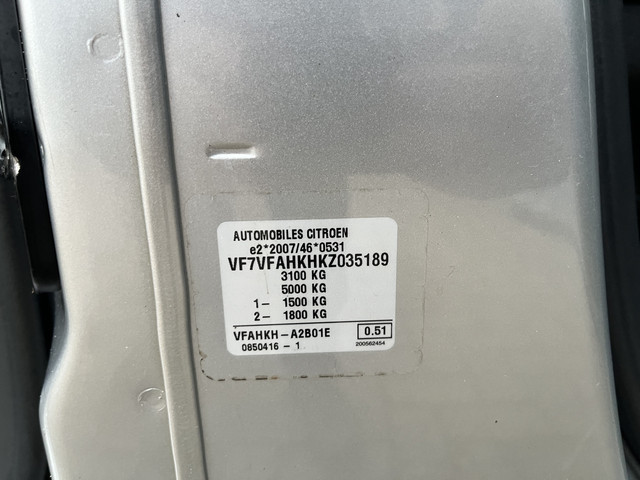 AUTOMOBILES CITROEN
e2*2007/46*0531
VF7VFAHKHKZ035189
3100 KG
5000 KG
1- 1500 KG
2- 1800 KG
VFAHKH-A2B01E 0.51
0850416 - 1 200562454